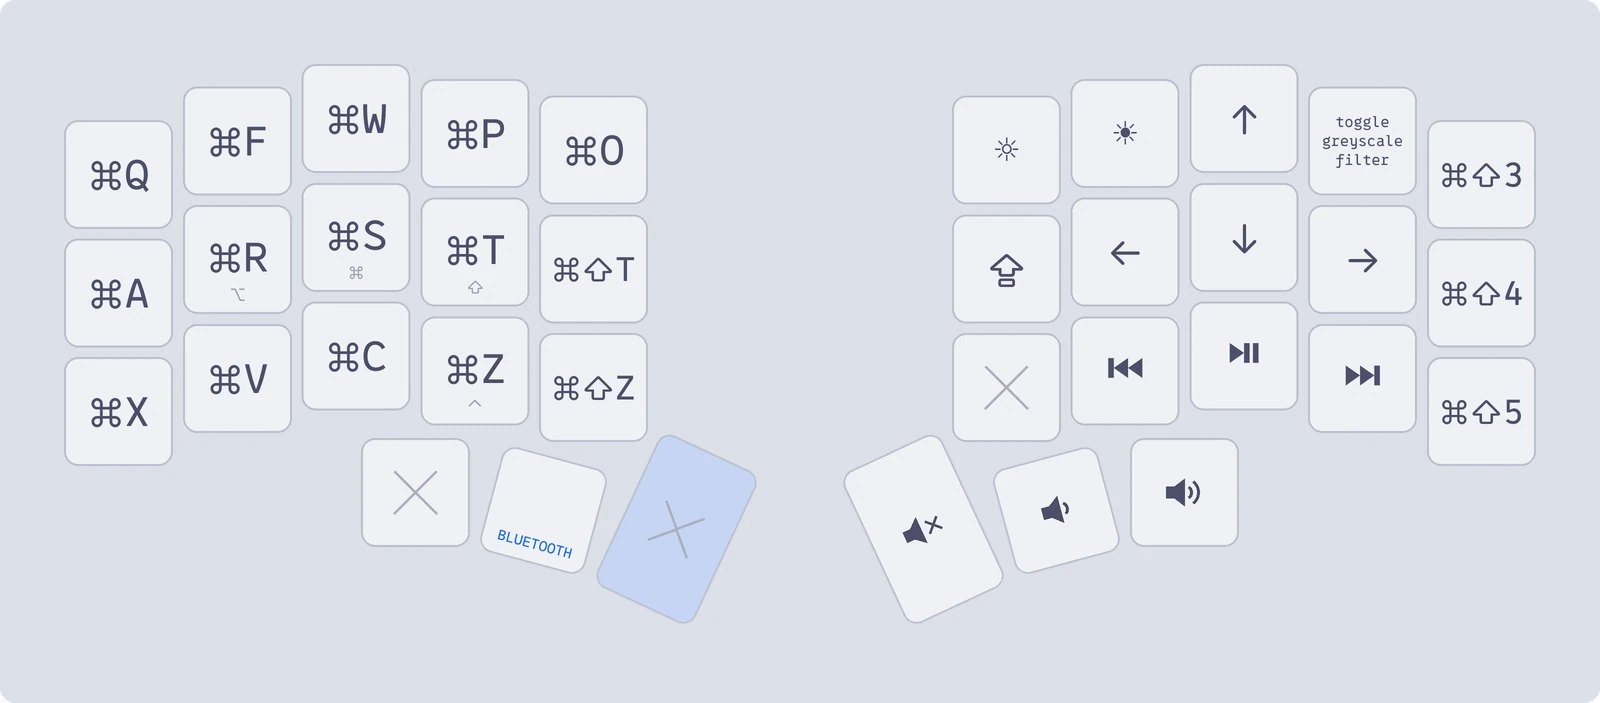 ⌘Q
⌘F
⌘W
⌘P
⌘O
toggle
greyscale
filter
⌘⇧3
⌘A
⌘R
⌥
⌘S
⌘
⌘T
⇧
⌘⇧T
⌘⇧4
⌘X
⌘V
⌘C
⌘Z
^
⌘⇧Z
⌘⇧5
BLUETOOTH